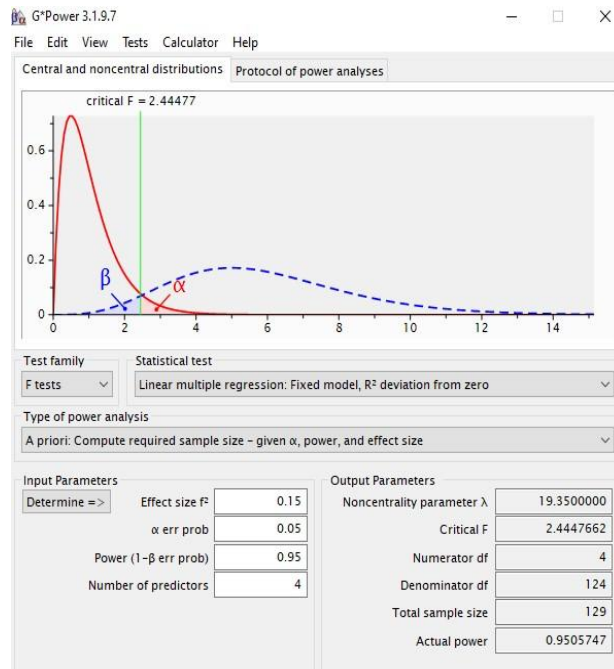 G*Power 3.1.9.7
File Edit View Tests Calculator Help
Central and noncentral distributions Protocol of power analyses
critical F = 2.44477
0.6
0.4
0.2
0
β α
0 2 4 6 8 10 12 14
Test family Statistical test
F tests Linear multiple regression: Fixed model, R² deviation from zero
Type of power analysis
A priori: Compute required sample size – given α, power, and effect size
Input Parameters
Determine => Effect size f² 0.15
α err prob 0.05
Power (1-β err prob) 0.95
Number of predictors 4
Output Parameters
Noncentrality parameter λ 19.3500000
Critical F 2.4447662
Numerator df 4
Denominator df 124
Total sample size 129
Actual power 0.9505747